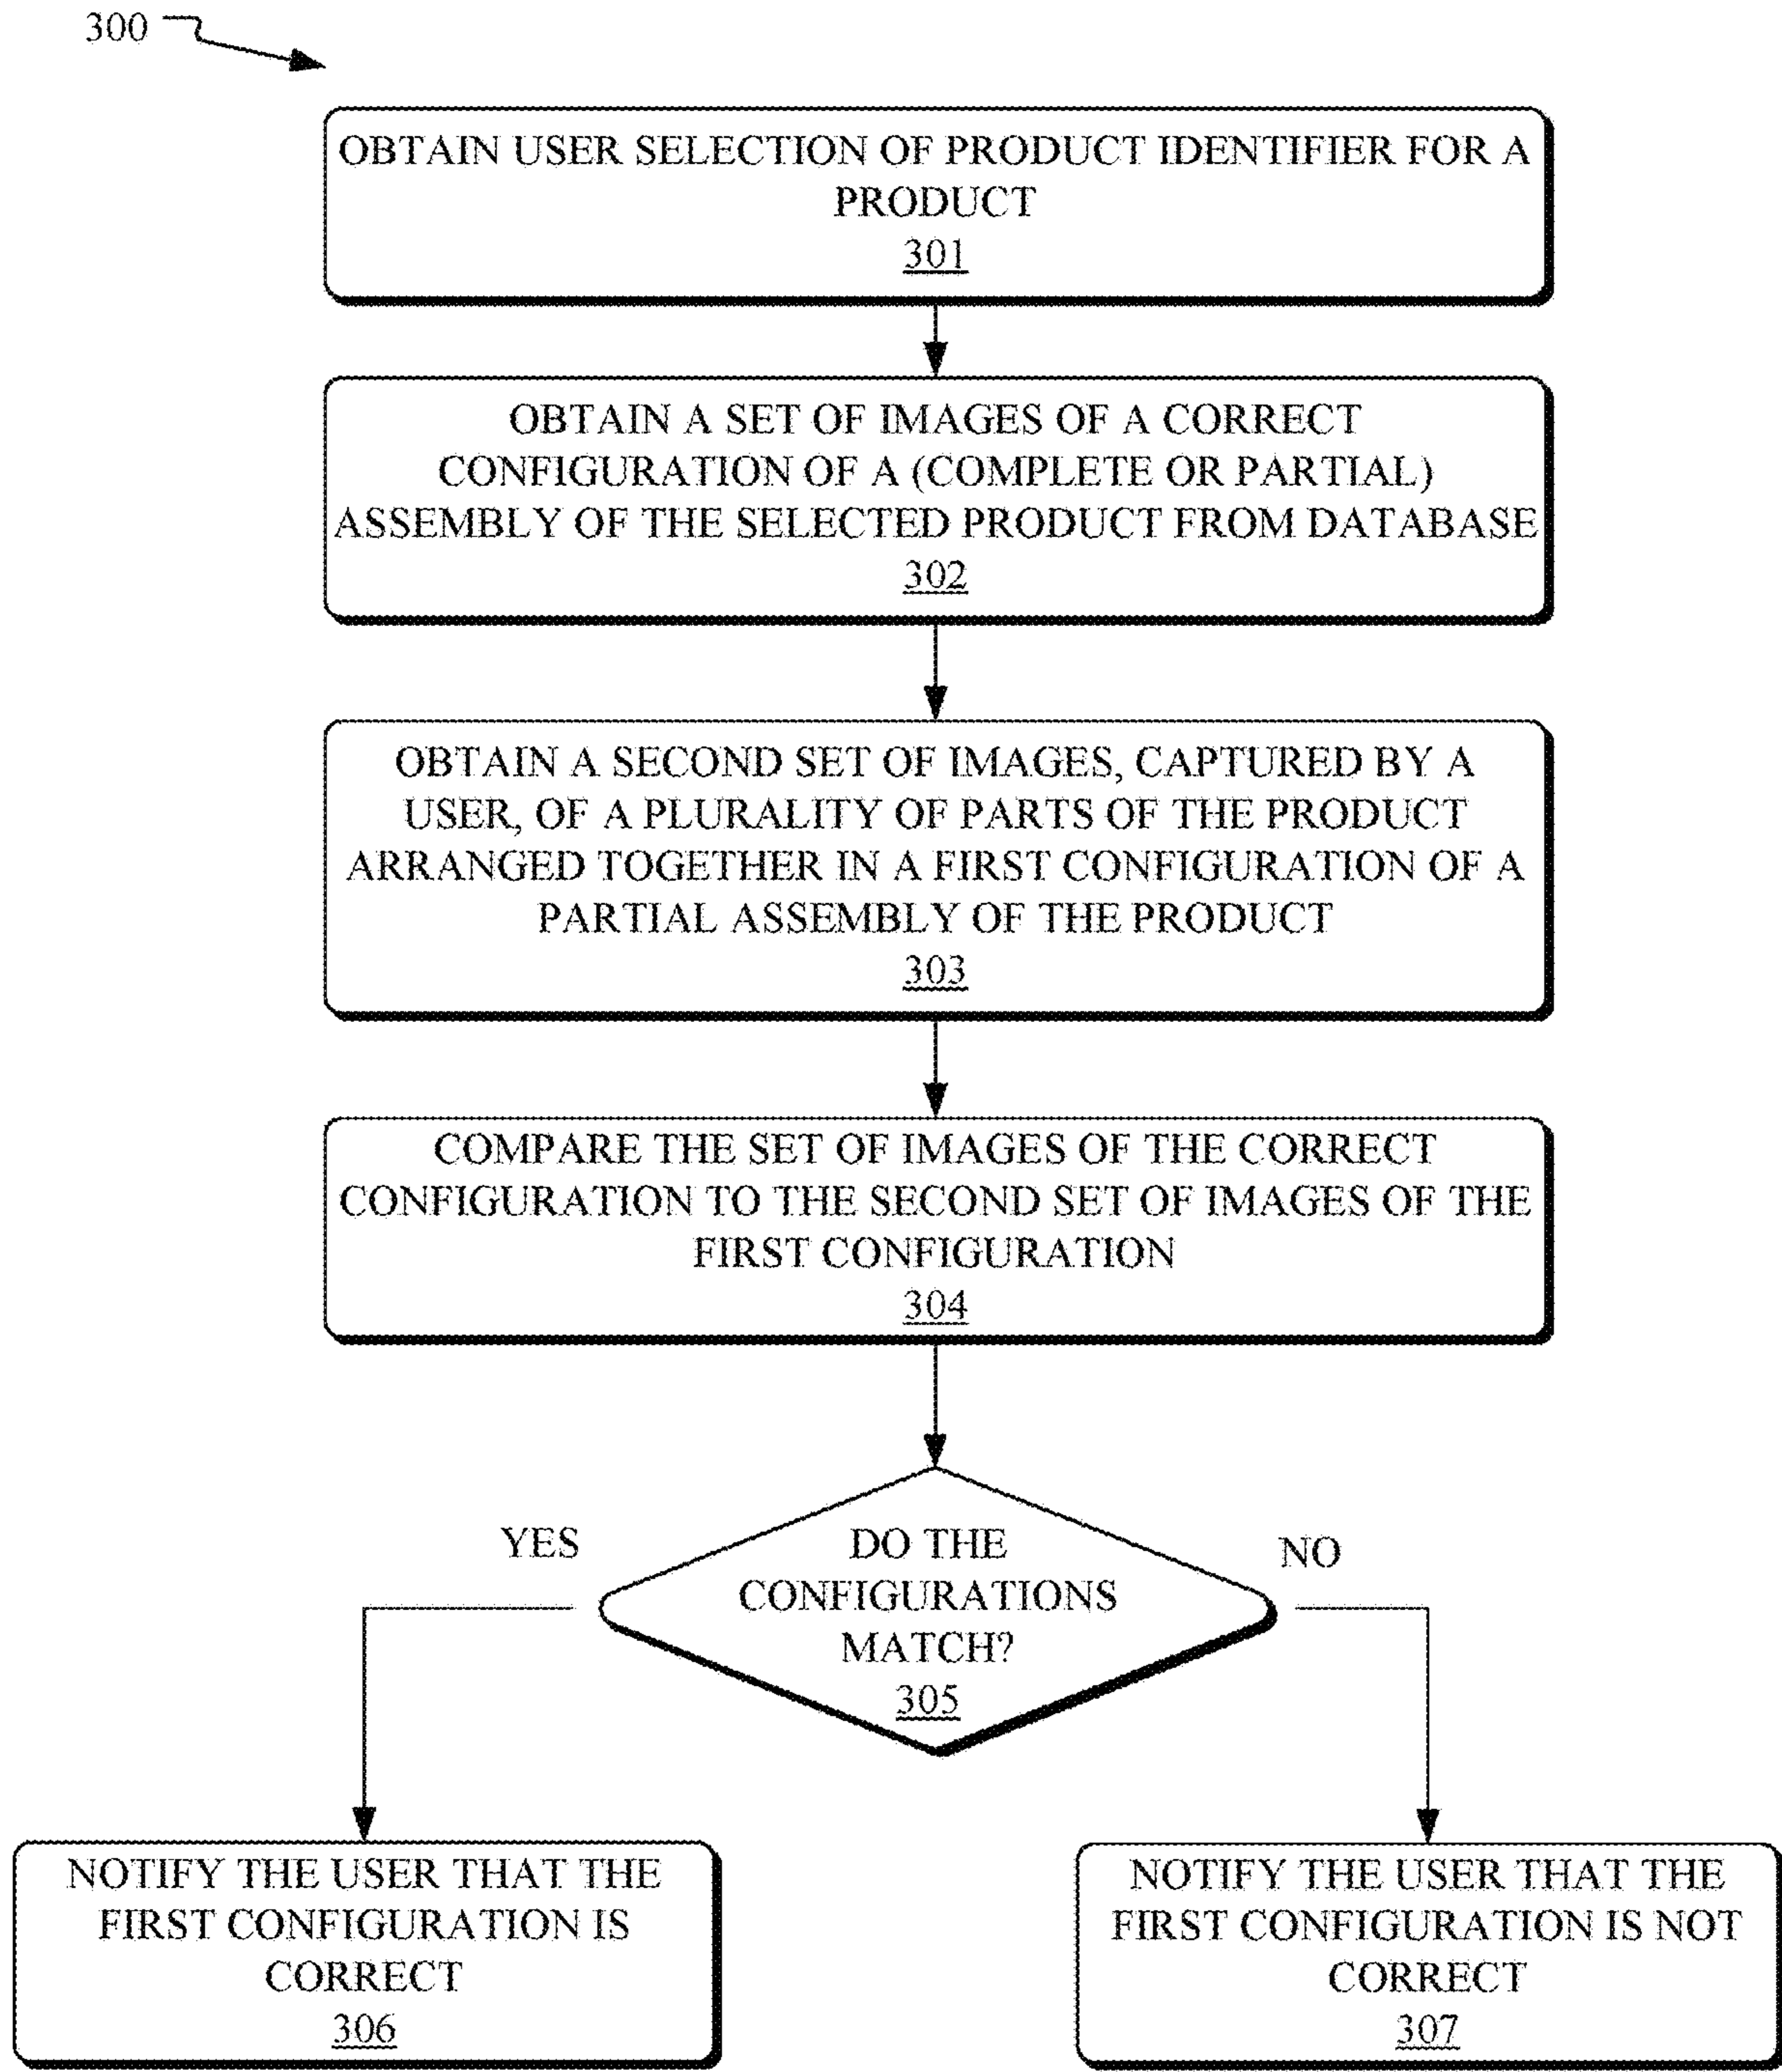 300
OBTAIN USER SELECTION OF PRODUCT IDENTIFIER FOR A
PRODUCT
301
OBTAIN A SET OF IMAGES OF A CORRECT
CONFIGURATION OF A (COMPLETE OR PARTIAL)
ASSEMBLY OF THE SELECTED PRODUCT FROM DATABASE
302
OBTAIN A SECOND SET OF IMAGES, CAPTURED BY A
USER, OF A PLURALITY OF PARTS OF THE PRODUCT
ARRANGED TOGETHER IN A FIRST CONFIGURATION OF A
PARTIAL ASSEMBLY OF THE PRODUCT
303
COMPARE THE SET OF IMAGES OF THE CORRECT
CONFIGURATION TO THE SECOND SET OF IMAGES OF THE
FIRST CONFIGURATION
304
YES
NO
DO THE
CONFIGURATIONS
MATCH?
305
NOTIFY THE USER THAT THE
FIRST CONFIGURATION IS
CORRECT
306
NOTIFY THE USER THAT THE
FIRST CONFIGURATION IS NOT
CORRECT
307